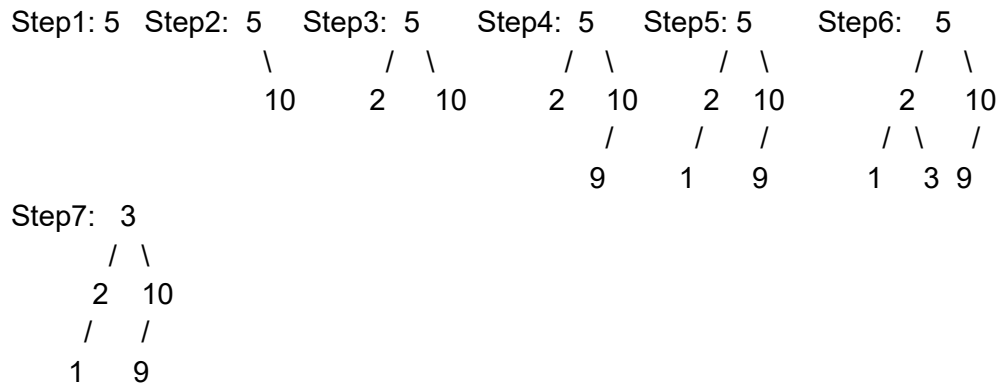 Step1: 5 Step2: 5 Step3: 5 Step4: 5 Step5: 5 Step6: 5
\ / \ / \ / \ / \
10 2 10 2 10 2 10 2 10
/ / / / \ /
9 1 9 1 3 9
Step7: 3
/ \
2 10
/ /
1 9